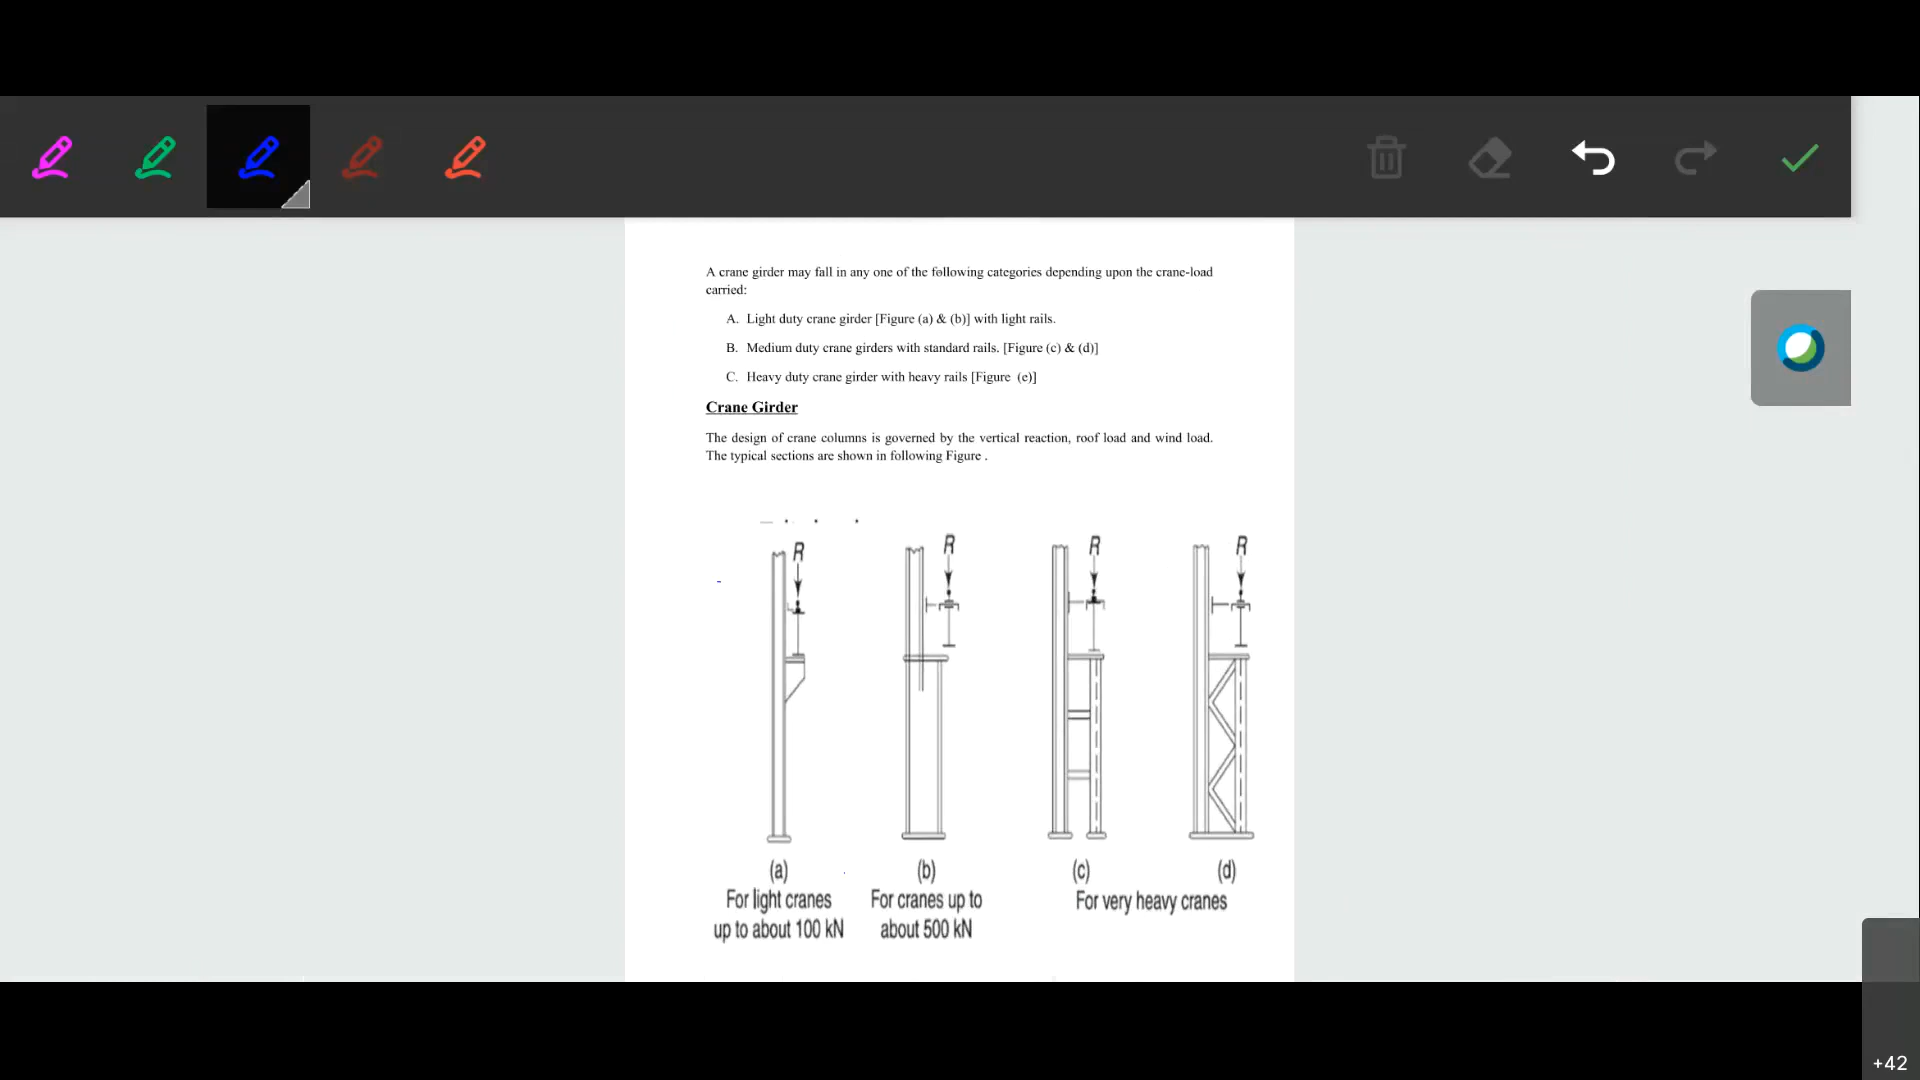 A crane girder may fall in any one of the following categories depending upon the crane-load
carried:
A. Light duty crane girder [Figure (a) & (b)] with light rails.
B. Medium duty crane girders with standard rails. [Figure (c) & (d)]
C. Heavy duty crane girder with heavy rails [Figure (e)]
Crane Girder
The design of crane columns is governed by the vertical reaction, roof load and wind load.
The typical sections are shown in following Figure .
R R R R
(a) (b) (c) (d)
For light cranes For cranes up to For very heavy cranes
up to about 100 kN about 500 kN
+42